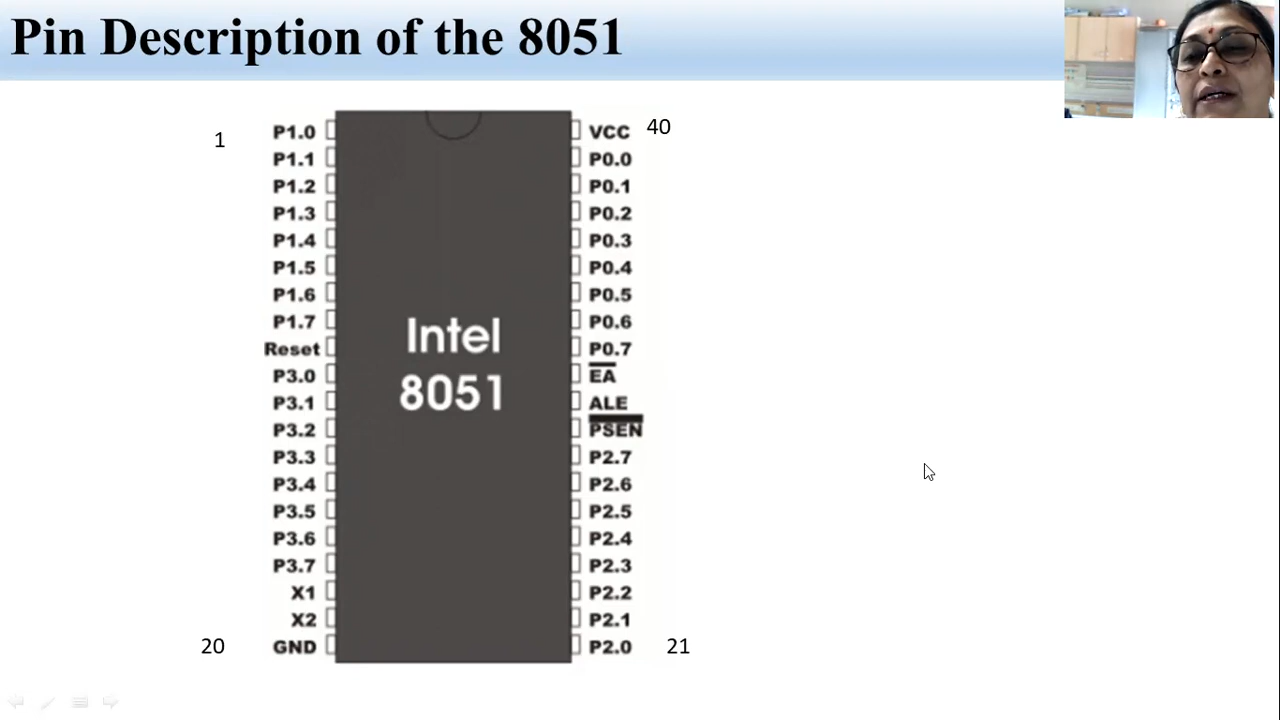 Pin Description of the 8051
1 P1.0 VCC 40
P1.1 P0.0
P1.2 P0.1
P1.3 P0.2
P1.4 P0.3
P1.5 P0.4
P1.6 P0.5
P1.7 P0.6
Reset P0.7
P3.0 EA
P3.1 ALE
P3.2 PSEN
P3.3 P2.7
P3.4 P2.6
P3.5 P2.5
P3.6 P2.4
P3.7 P2.3
X1 P2.2
X2 P2.1
20 GND P2.0 21
Intel
8051